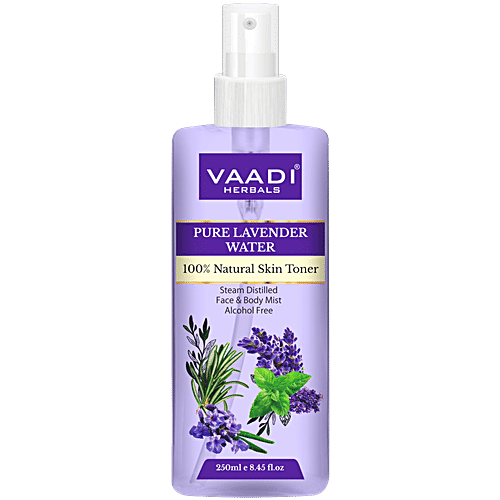 VAADI®
HERBALS
PURE LAVENDER
WATER
100% Natural Skin Toner
Steam Distilled
Face & Body Mist
Alcohol Free
250ml e 8.45 fl.oz